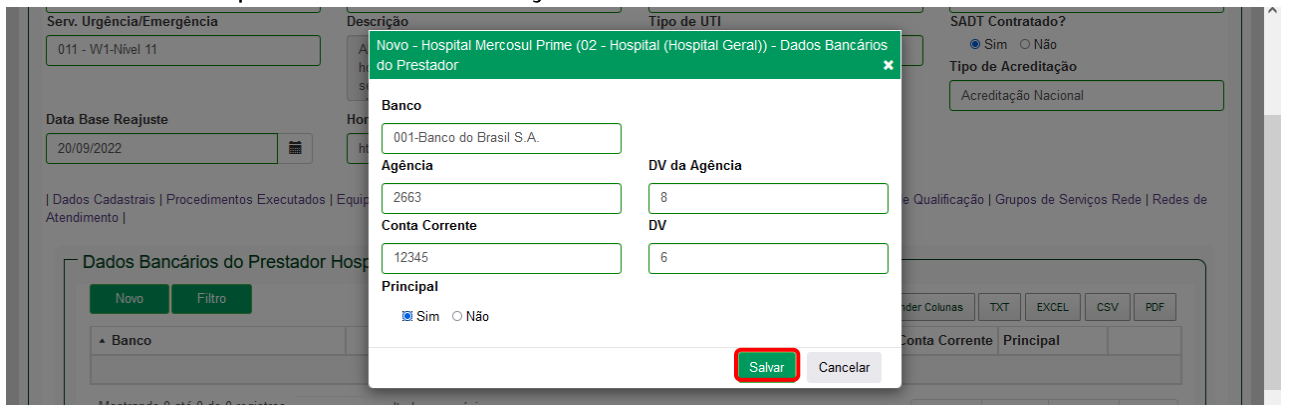 Serv. Urgência/Emergência
Descrição
Tipo de UTI
SADT Contratado?
011 - W1-Nível 11
Sim Não
Tipo de Acreditação
Acreditação Nacional
Data Base Reajuste
20/09/2022
Novo - Hospital Mercosul Prime (02 - Hospital (Hospital Geral)) - Dados Bancários
do Prestador
Banco
001-Banco do Brasil S.A.
Agência
DV da Agência
2663
8
Conta Corrente
DV
12345
6
Principal
Sim Não
Salvar
Cancelar
| Dados Cadastrais | Procedimentos Executados |
Qualificação | Grupos de Serviços Rede | Redes de
Atendimento |
Dados Bancários do Prestador
Novo
Filtro
Colunas
TXT
EXCEL
CSV
PDF
Banco
Conta Corrente
Principal